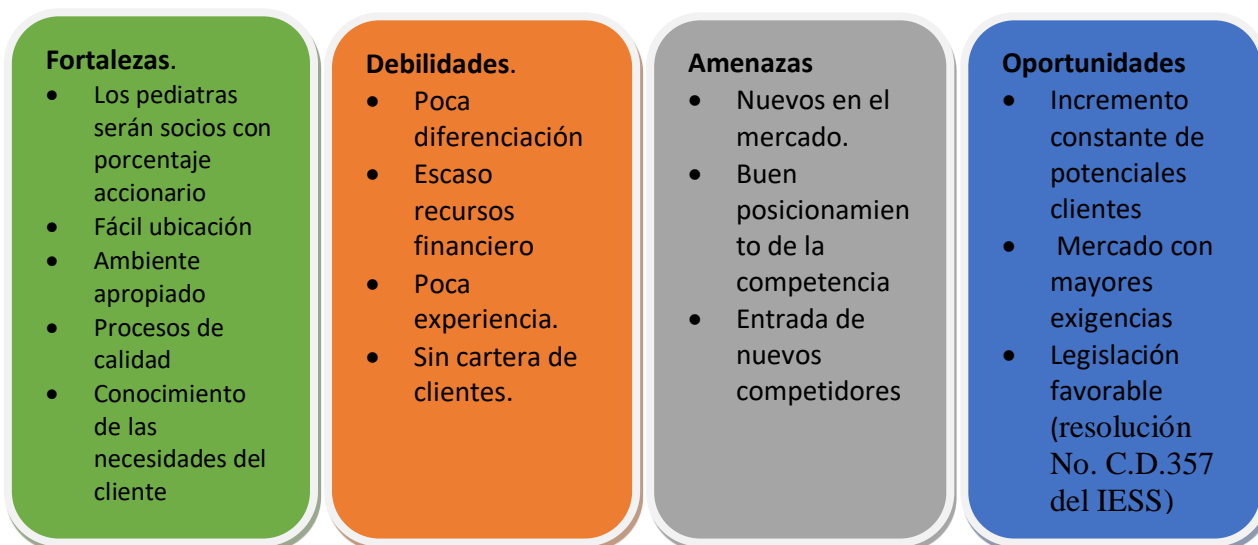 Fortalezas.
• Los pediatras
serán socios con
porcentaje
accionario
• Fácil ubicación
• Ambiente
apropiado
• Procesos de
calidad
• Conocimiento
de las
necesidades del
cliente
Debilidades.
• Poca
diferenciación
• Escaso
recursos
financiero
• Poca
experiencia.
• Sin cartera de
clientes.
Amenazas
• Nuevos en el
mercado.
• Buen
posicionamien
to de la
competencia
• Entrada de
nuevos
competidores
Oportunidades
• Incremento
constante de
potenciales
clientes
• Mercado con
mayores
exigencias
• Legislación
favorable
(resolución
No. C.D.357
del IESS)